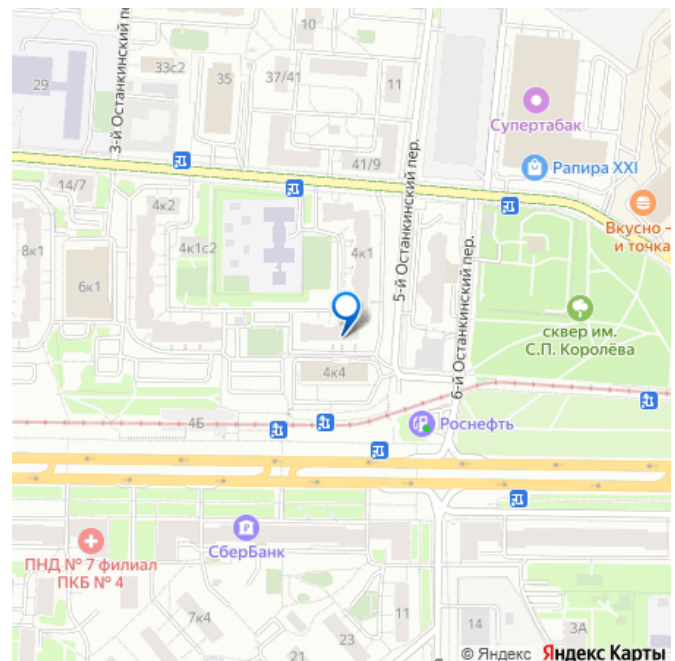 10
29
3-й Останкинский пер.
33с2
35
37/41
11
5-й Останкинский пер.
Супертабак
41/9
Рапира XXI
14/7
4к2
Вкусно –
и точка
8к1
4к1с2
4к1
6к1
6-й Останкинский пер.
сквер им.
С.П. Королёва
4к4
4Б
Роснефть
СберБанк
ПНД № 7 филиал
ПКБ № 4
7к4
11
14
3А
23
21
© Яндекс Яндекс Карты